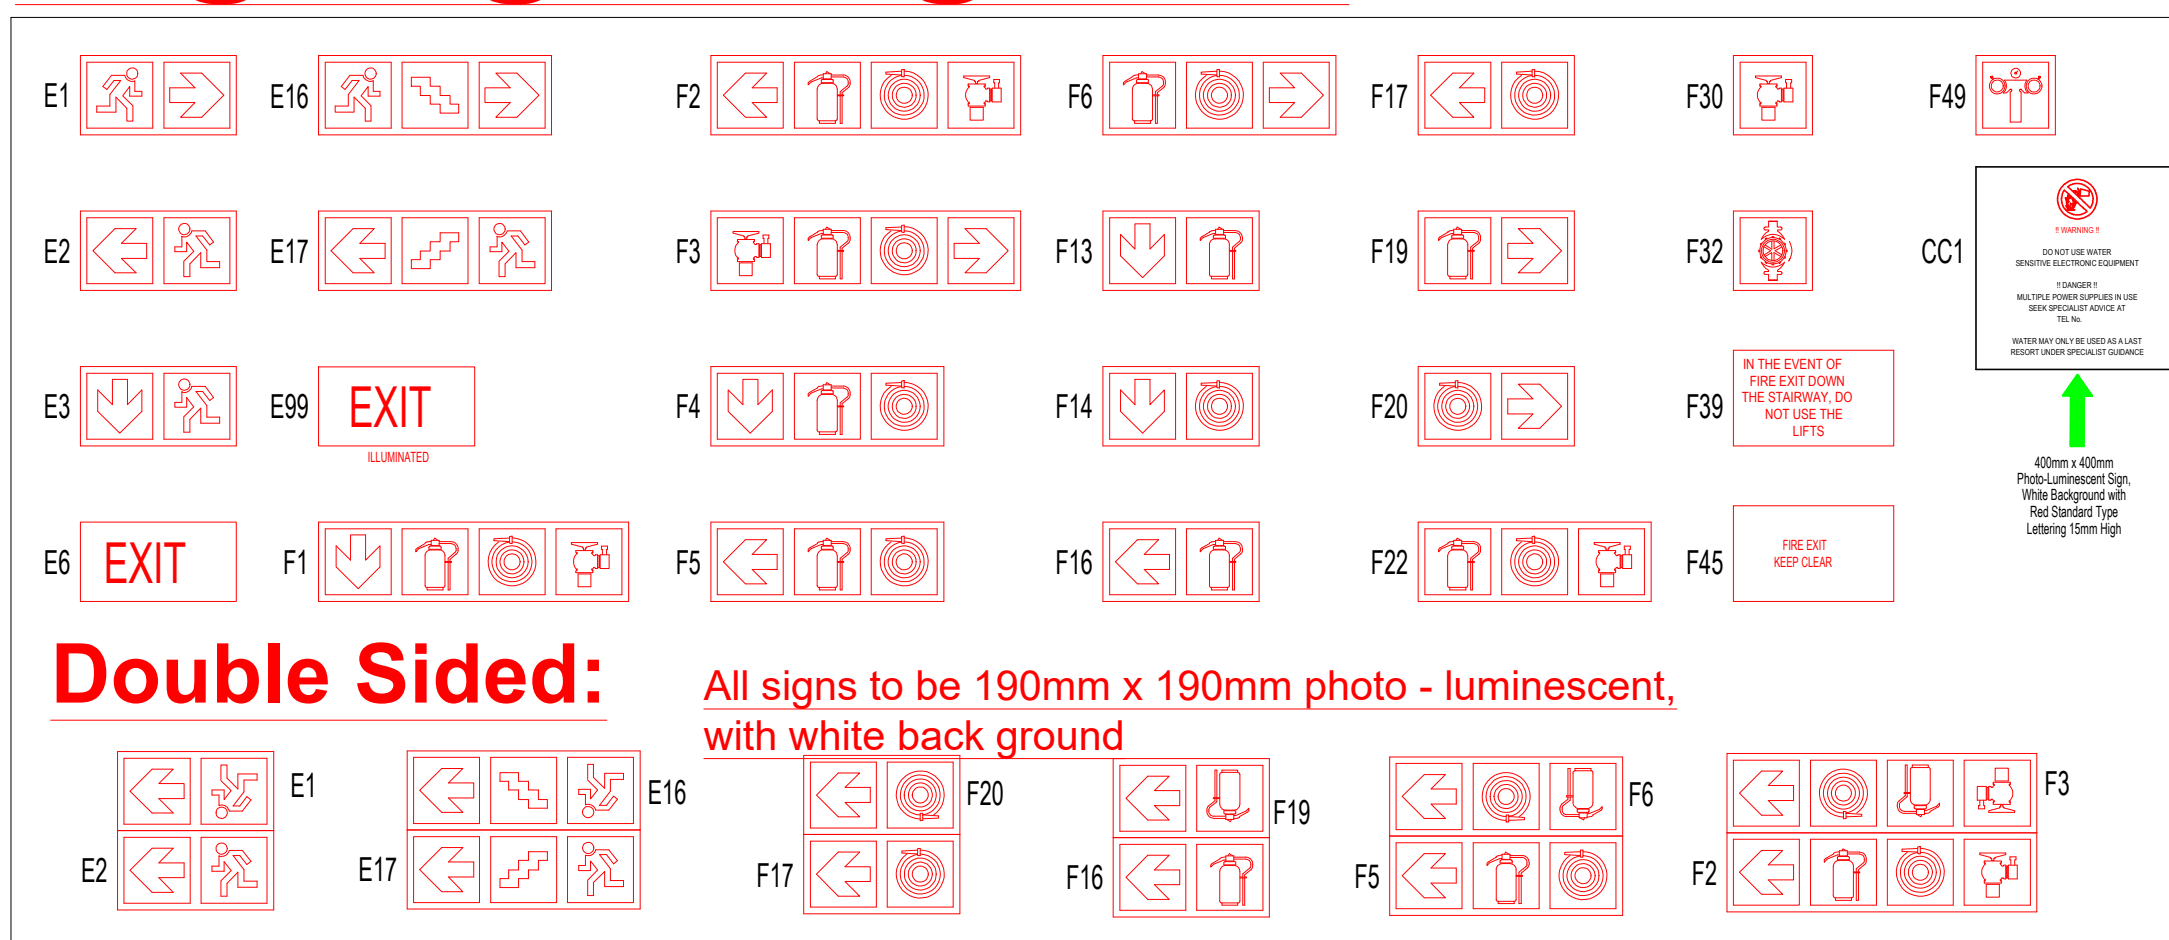 E1
E16
F2
F6
F17
F30
F49
E2
E17
F3
F13
F19
F32
CC1
!! WARNING !!
DO NOT USE WATER
SENSITIVE ELECTRONIC EQUIPMENT
!! DANGER !!
MULTIPLE POWER SUPPLIES IN USE
SEEK SPECIALIST ADVICE AT
TEL No.
WATER MAY ONLY BE USED AS A LAST
RESORT UNDER SPECIALIST GUIDANCE
E3
E99
EXIT
ILLUMINATED
F4
F14
F20
F39
IN THE EVENT OF
FIRE EXIT DOWN
THE STAIRWAY, DO
NOT USE THE
LIFTS
400mm x 400mm
Photo-Luminescent Sign,
White Background with
Red Standard Type
Lettering 15mm High
E6
EXIT
F1
F5
F16
F22
F45
FIRE EXIT
KEEP CLEAR
Double Sided:
All signs to be 190mm x 190mm photo - luminescent,
with white back ground
E1
E16
F20
F19
F6
F3
E2
E17
F17
F16
F5
F2